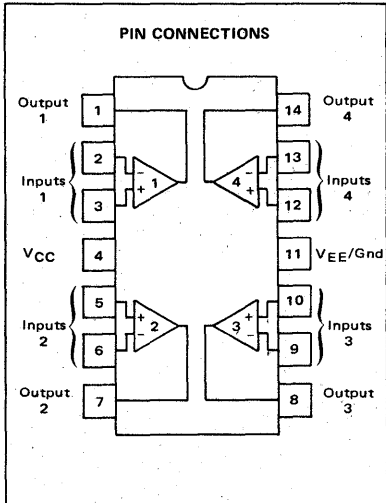 PIN CONNECTIONS
Output 1
1
14
Output 4
2
13
Inputs 1
- + 1
4 - +
Inputs 4
3
12
VCC
4
11
VEE/Gnd
5
10
Inputs 2
+ - 2
3 + -
Inputs 3
6
9
Output 2
7
8
Output 3